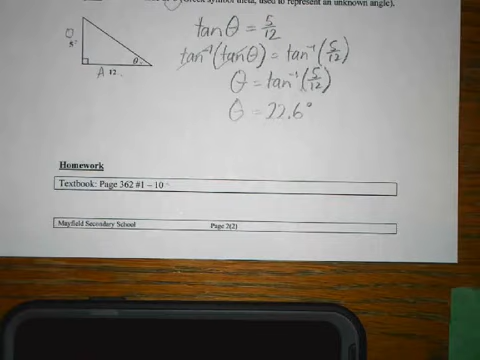 Greek symbol theta, used to represent an unknown angle).
tanθ = 5/12
O
5
tan⁻¹(tanθ) = tan⁻¹(5/12)
θ
A 12
θ = tan⁻¹(5/12)
θ = 22.6°
Homework
Textbook: Page 362 #1 – 10
Mayfield Secondary School Page 2(2)